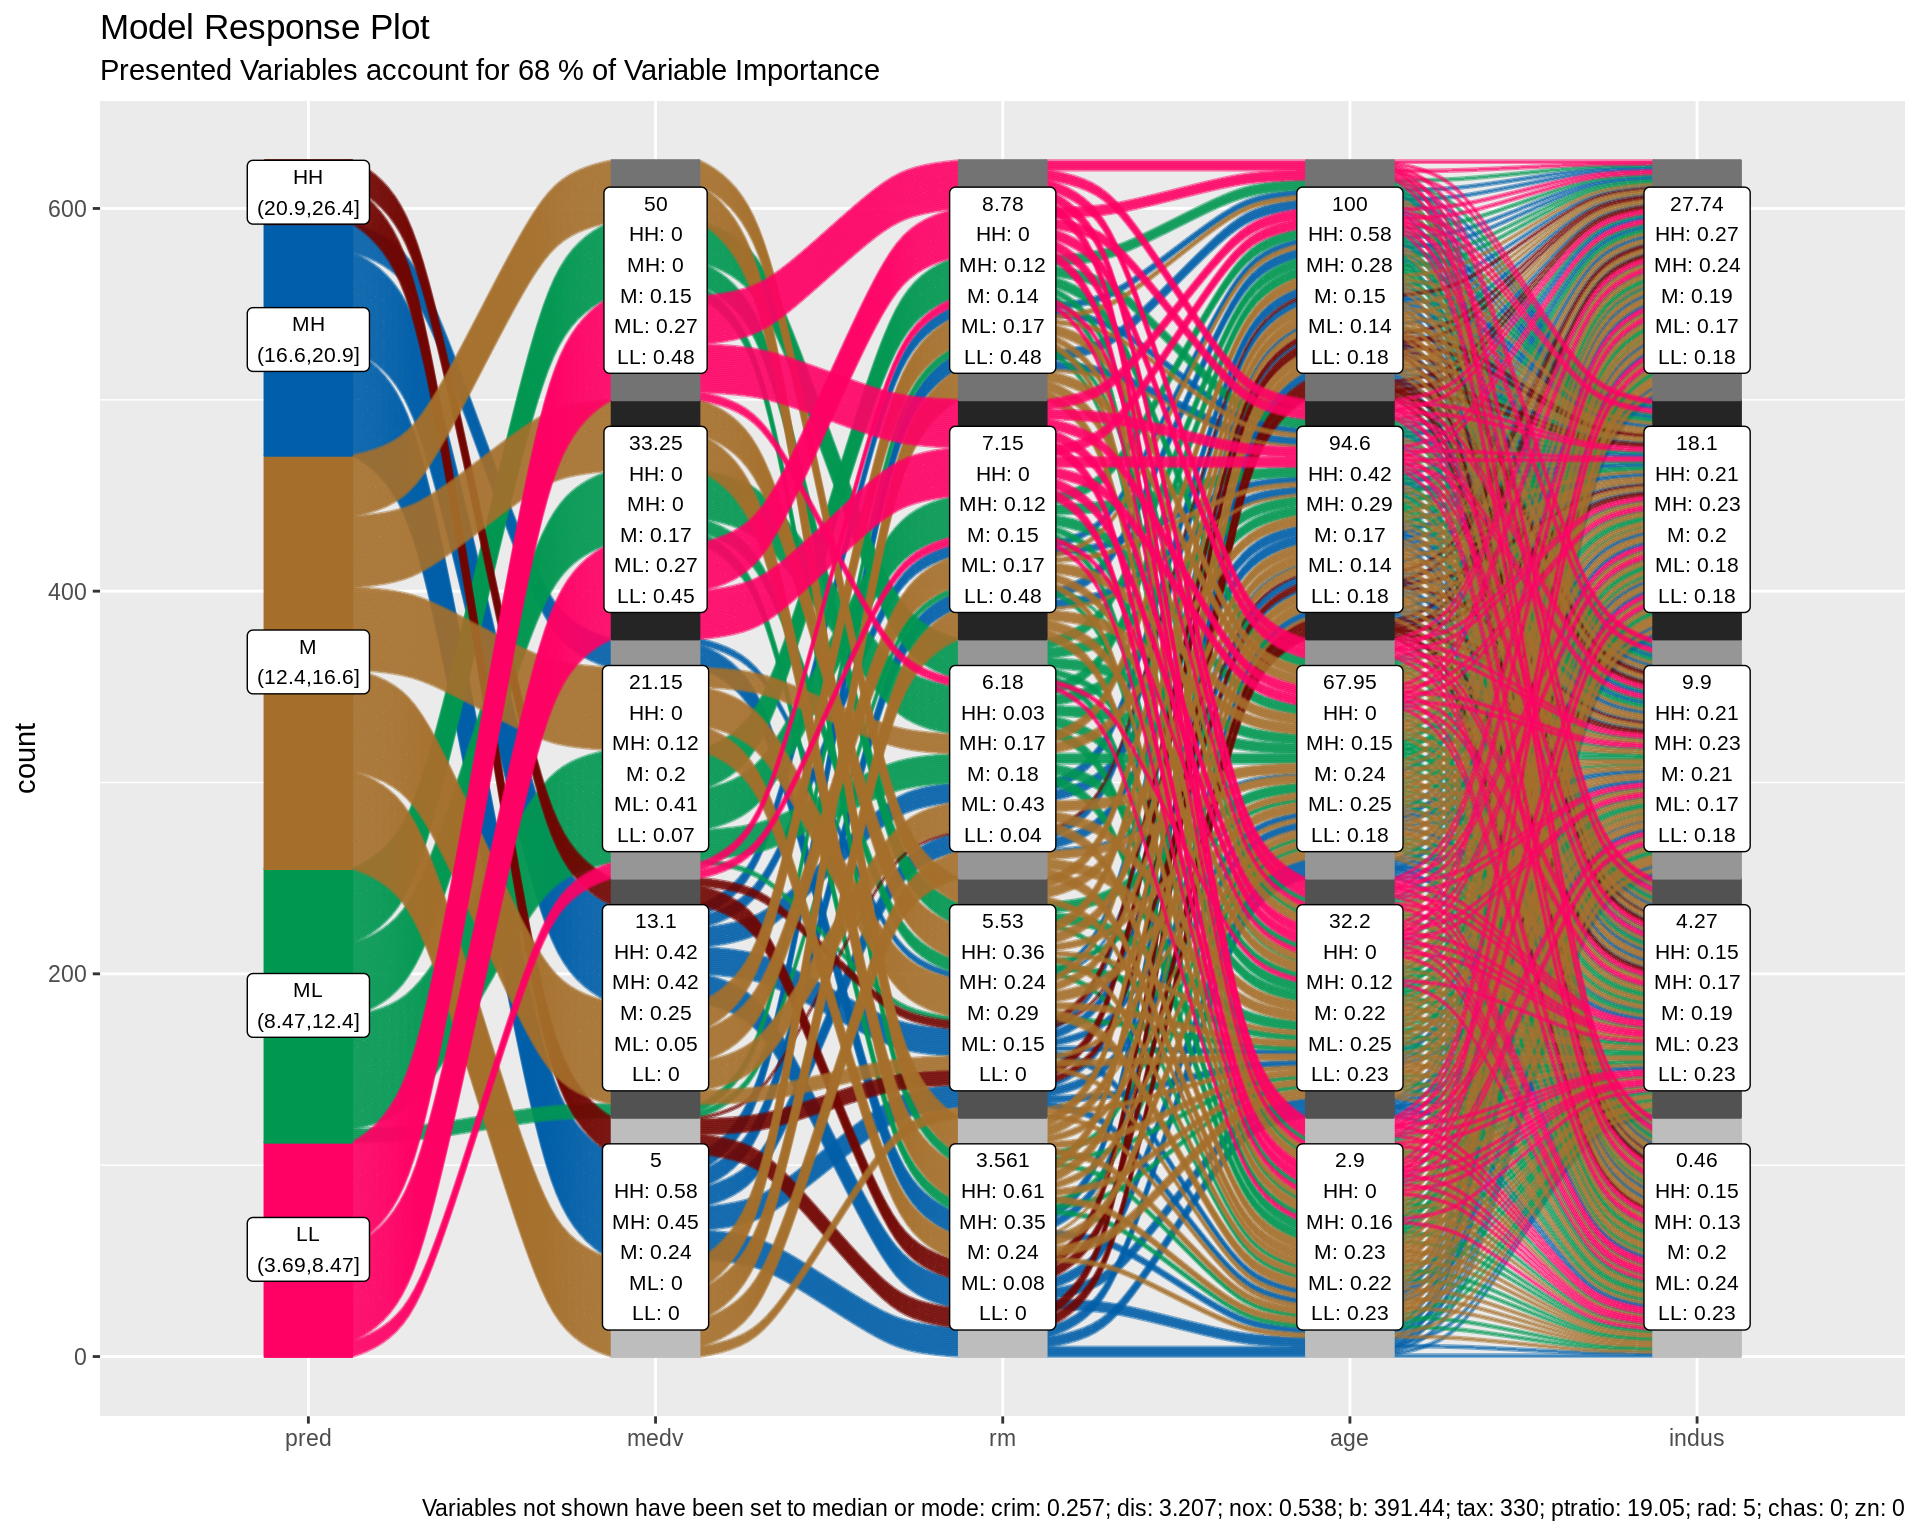 Model Response Plot
Presented Variables account for 68 % of Variable Importance
count
600
400
200
0
HH
(20.9,26.4]
MH
(16.6,20.9]
M
(12.4,16.6]
ML
(8.47,12.4]
LL
(3.69,8.47]
50
HH: 0
MH: 0
M: 0.15
ML: 0.27
LL: 0.48
33.25
HH: 0
MH: 0
M: 0.17
ML: 0.27
LL: 0.45
21.15
HH: 0
MH: 0.12
M: 0.2
ML: 0.41
LL: 0.07
13.1
HH: 0.42
MH: 0.42
M: 0.25
ML: 0.05
LL: 0
5
HH: 0.58
MH: 0.45
M: 0.24
ML: 0
LL: 0
8.78
HH: 0
MH: 0.12
M: 0.14
ML: 0.17
LL: 0.48
7.15
HH: 0
MH: 0.12
M: 0.15
ML: 0.17
LL: 0.48
6.18
HH: 0.03
MH: 0.17
M: 0.18
ML: 0.43
LL: 0.04
5.53
HH: 0.36
MH: 0.24
M: 0.29
ML: 0.15
LL: 0
3.561
HH: 0.61
MH: 0.35
M: 0.24
ML: 0.08
LL: 0
100
HH: 0.58
MH: 0.28
M: 0.15
ML: 0.14
LL: 0.18
94.6
HH: 0.42
MH: 0.29
M: 0.17
ML: 0.14
LL: 0.18
67.95
HH: 0
MH: 0.15
M: 0.24
ML: 0.25
LL: 0.18
32.2
HH: 0
MH: 0.12
M: 0.22
ML: 0.25
LL: 0.23
2.9
HH: 0
MH: 0.16
M: 0.23
ML: 0.22
LL: 0.23
27.74
HH: 0.27
MH: 0.24
M: 0.19
ML: 0.17
LL: 0.18
18.1
HH: 0.21
MH: 0.23
M: 0.2
ML: 0.18
LL: 0.18
9.9
HH: 0.21
MH: 0.23
M: 0.21
ML: 0.17
LL: 0.18
4.27
HH: 0.15
MH: 0.17
M: 0.19
ML: 0.23
LL: 0.23
0.46
HH: 0.15
MH: 0.13
M: 0.2
ML: 0.24
LL: 0.23
pred
medv
rm
age
indus
Variables not shown have been set to median or mode: crim: 0.257; dis: 3.207; nox: 0.538; b: 391.44; tax: 330; ptratio: 19.05; rad: 5; chas: 0; zn: 0